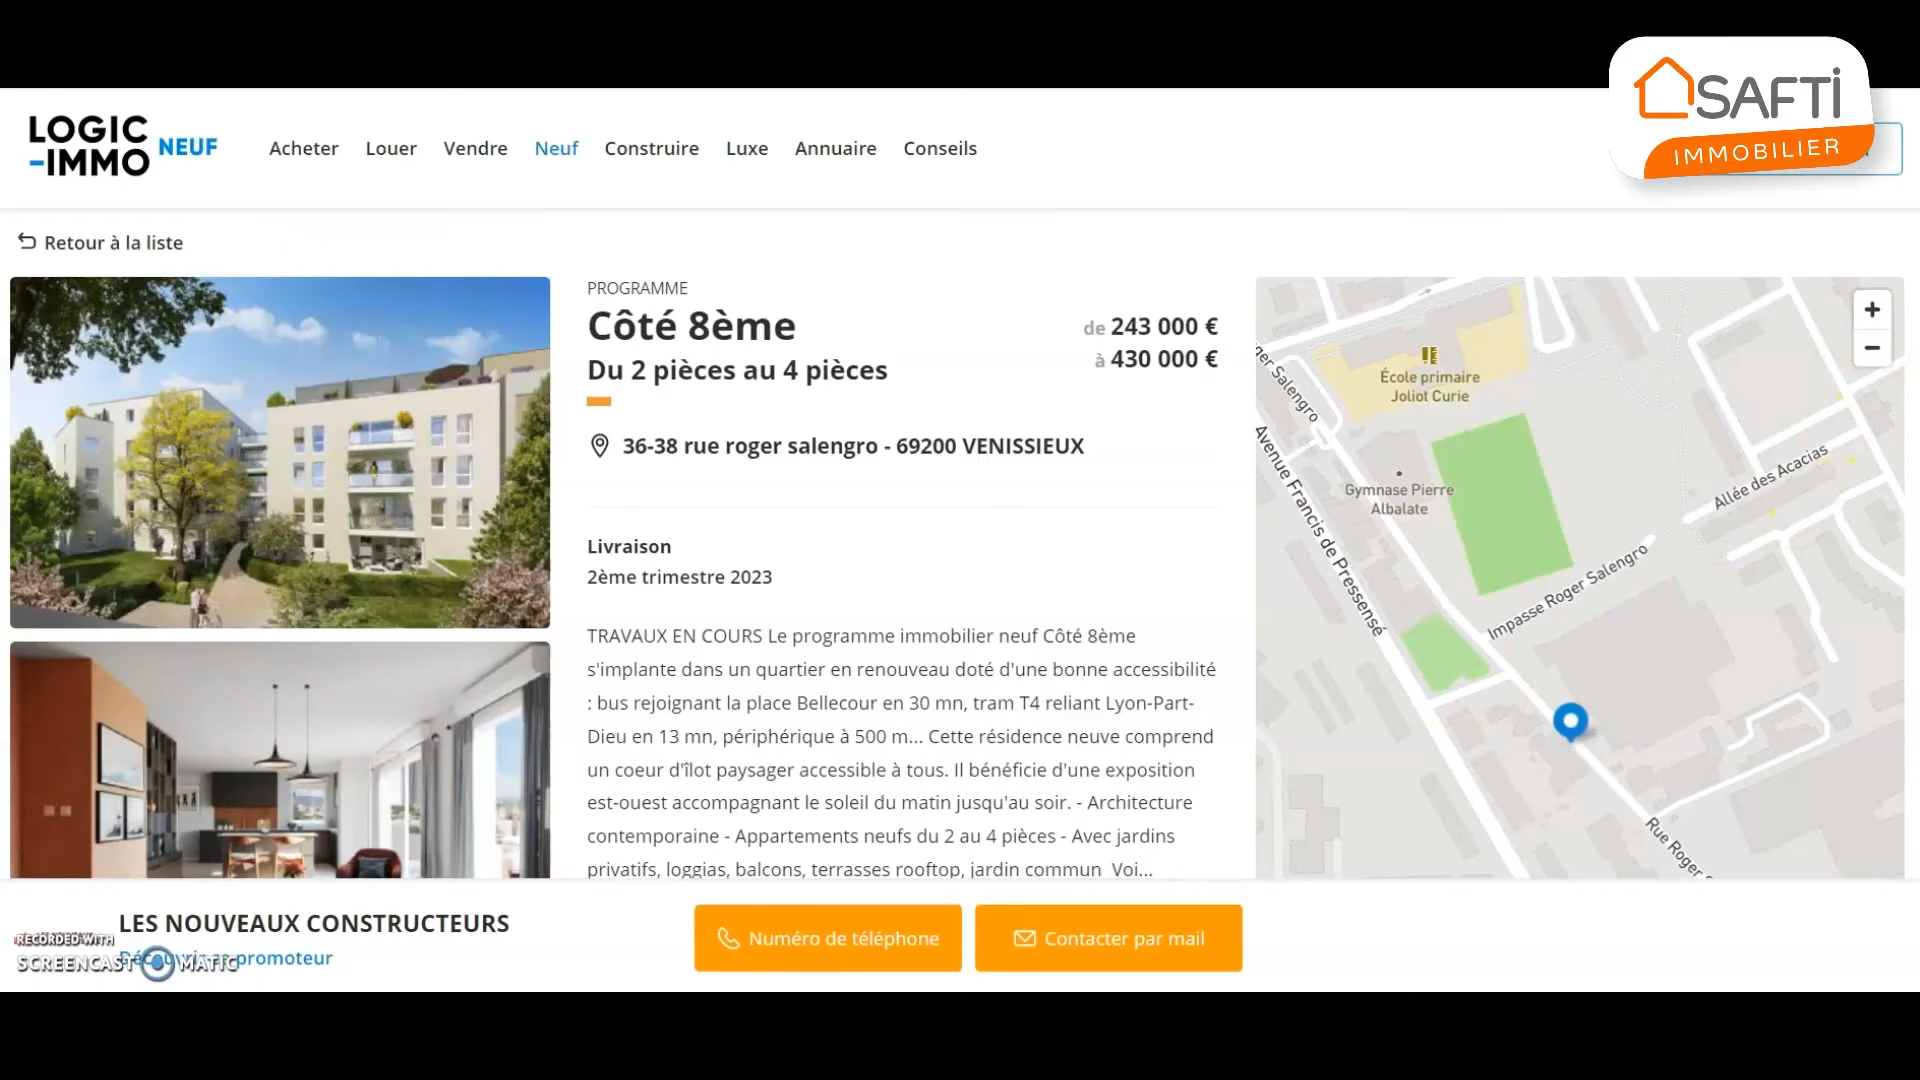 SAFTi
IMMOBILIER
LOGIC
-IMMO NEUF
Acheter Louer Vendre Neuf Construire Luxe Annuaire Conseils
Retour à la liste
PROGRAMME
Côté 8ème
Du 2 pièces au 4 pièces
de 243 000 €
à 430 000 €
36-38 rue roger salengro - 69200 VENISSIEUX
Livraison
2ème trimestre 2023
TRAVAUX EN COURS Le programme immobilier neuf Côté 8ème
s'implante dans un quartier en renouveau doté d'une bonne accessibilité
: bus rejoignant la place Bellecour en 30 mn, tram T4 reliant Lyon-Part-
Dieu en 13 mn, périphérique à 500 m... Cette résidence neuve comprend
un coeur d'îlot paysager accessible à tous. Il bénéficie d'une exposition
est-ouest accompagnant le soleil du matin jusqu'au soir. - Architecture
contemporaine - Appartements neufs du 2 au 4 pièces - Avec jardins
privatifs, loggias, balcons, terrasses rooftop, jardin commun Voi...
+
−
École primaire
Joliot Curie
ger Salengro
Gymnase Pierre
Albalate
Avenue Francis de Pressensé
Allée des Acacias
Impasse Roger Salengro
Rue Roger S
LES NOUVEAUX CONSTRUCTEURS
promoteur
RECORDED WITH
SCREENCAST MATIC
Numéro de téléphone
Contacter par mail